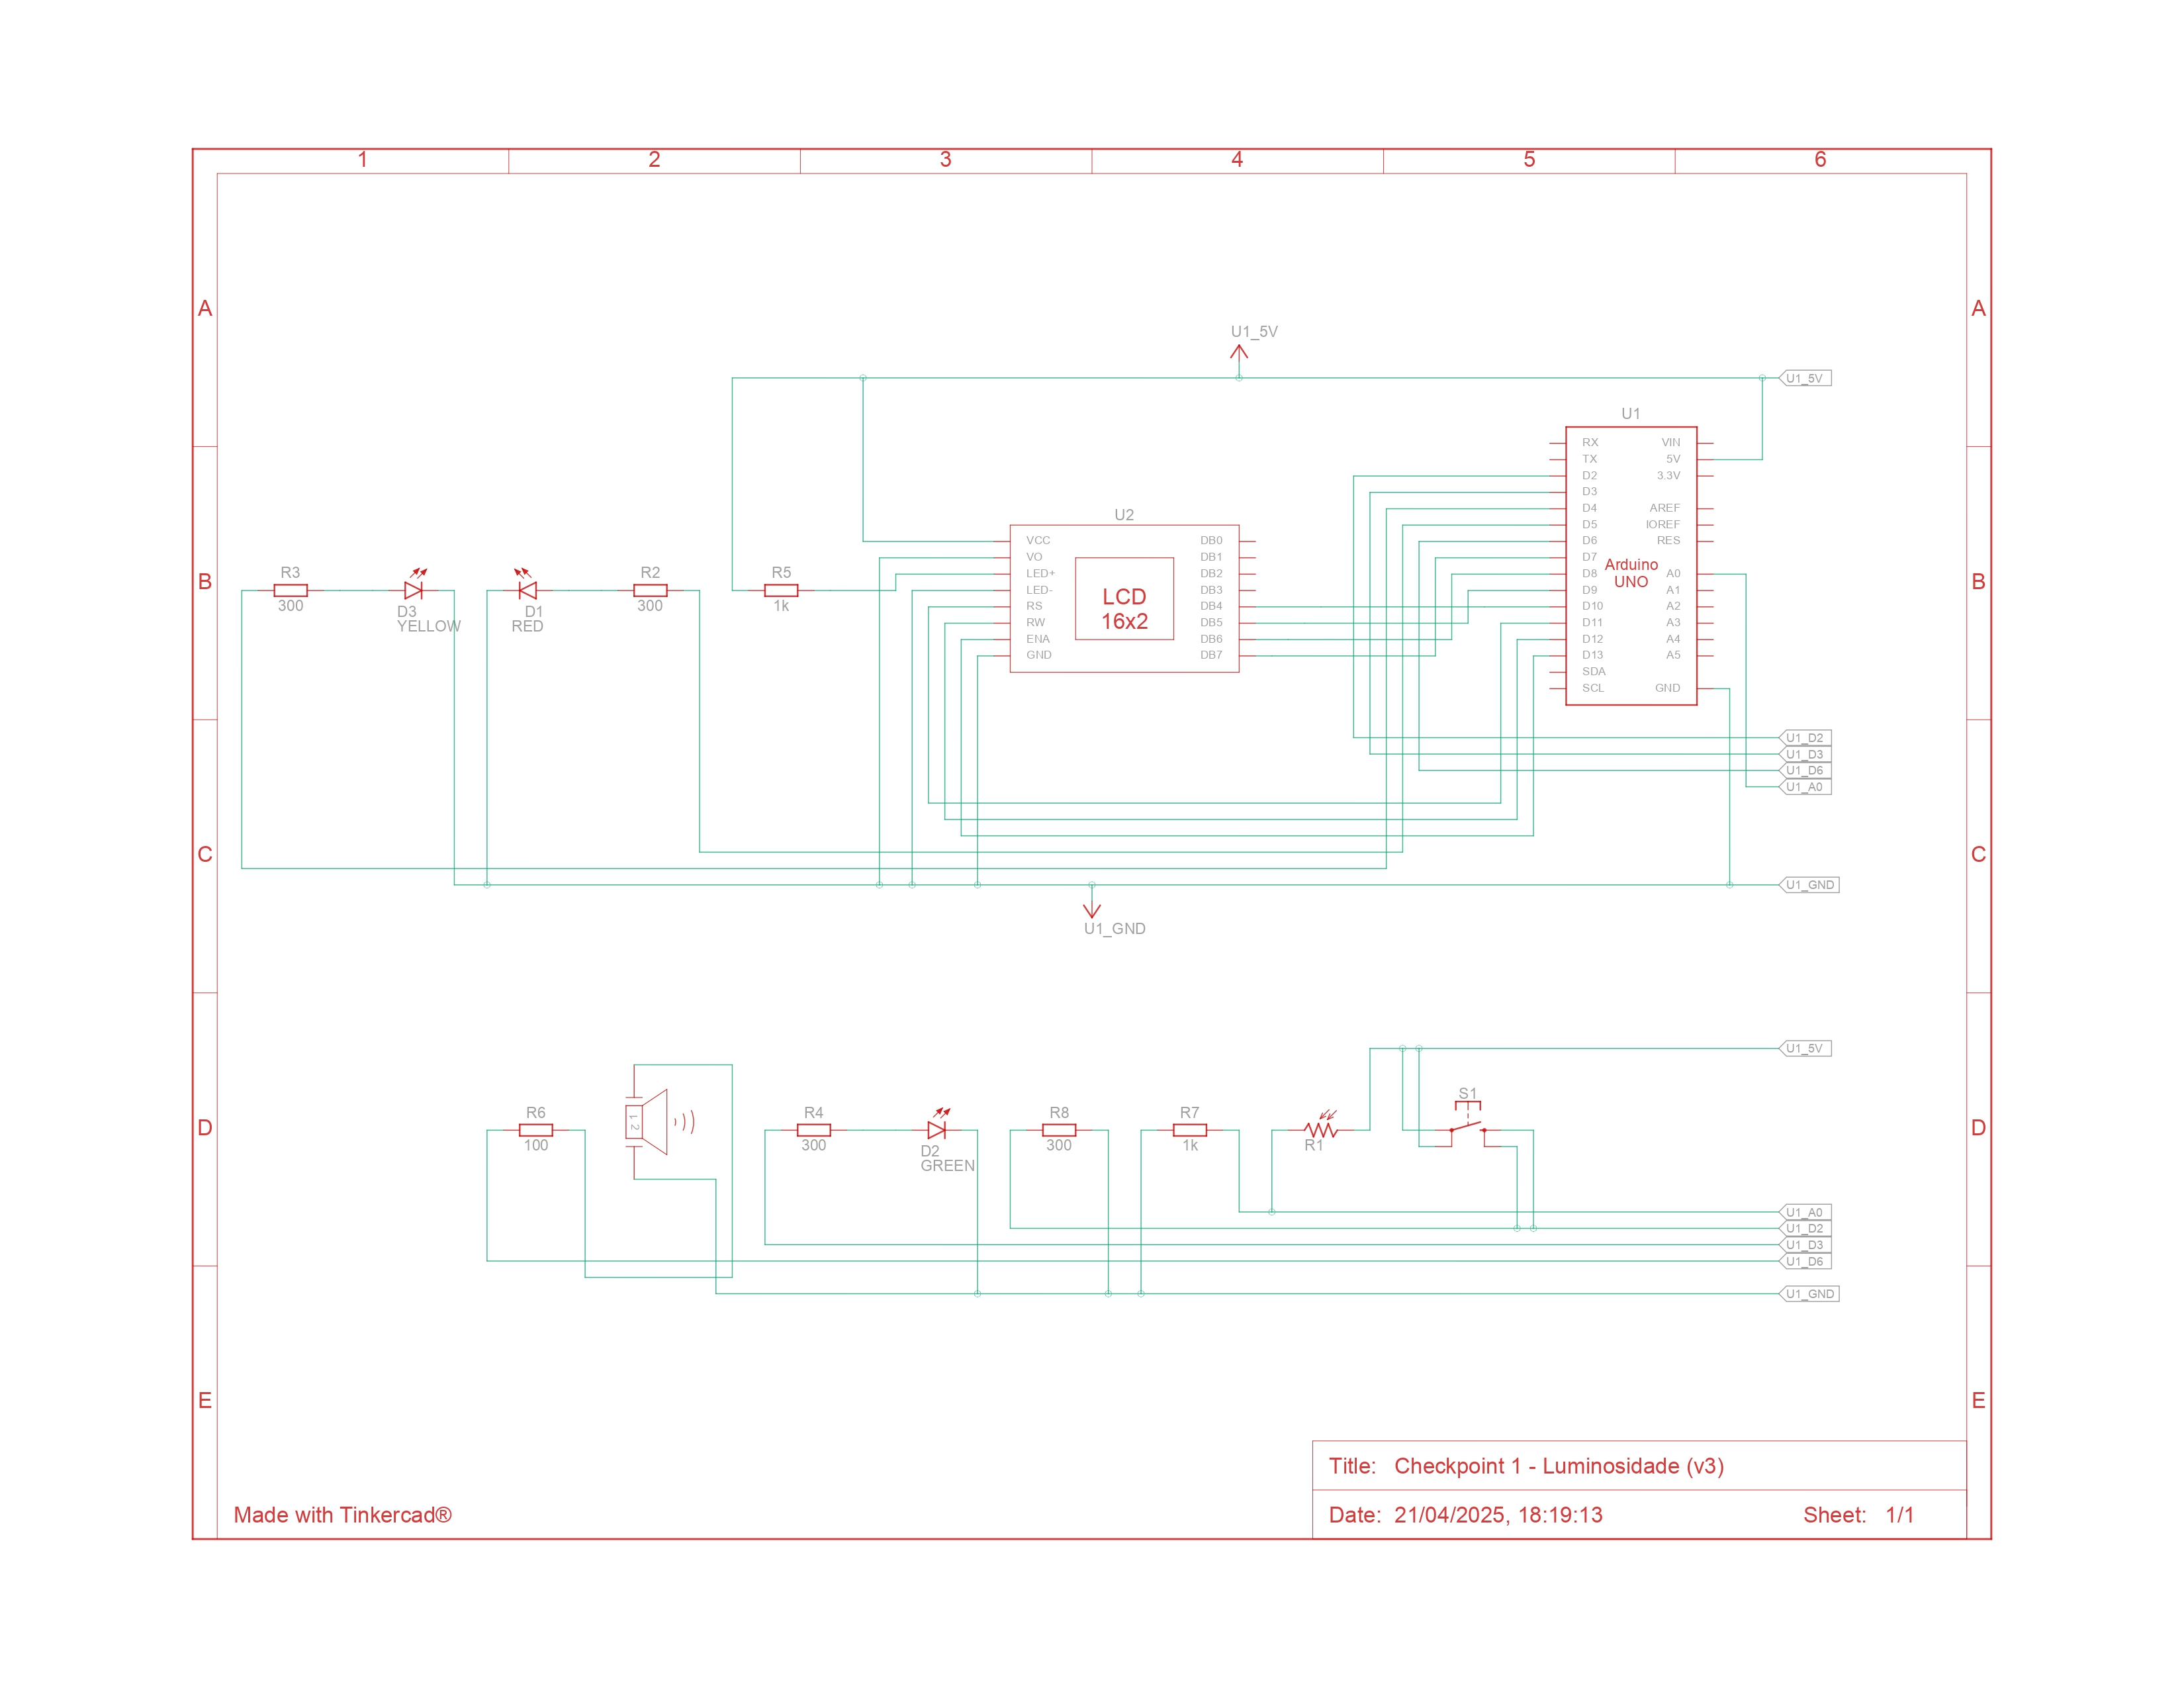 1 2 3 4 5 6
A A
U1_5V
U1_5V
U1
RX VIN
TX 5V
D2 3.3V
D3
D4 AREF
D5 IOREF
D6 RES
D7
D8 A0
D9 A1
D10 A2
D11 A3
D12 A4
D13 A5
SDA
SCL GND
Arduino
UNO
U2
VCC DB0
VO DB1
LED+ DB2
LED- DB3
RS DB4
RW DB5
ENA DB6
GND DB7
LCD
16x2
B B
R3
300
D3
YELLOW
D1
RED
R2
300
R5
1k
U1_D2
U1_D3
U1_D6
U1_A0
C C
U1_GND
U1_GND
U1_5V
D D
R6
100
1
2
R4
300
D2
GREEN
R8
300
R7
1k
R1
S1
U1_A0
U1_D2
U1_D3
U1_D6
U1_GND
E E
Title: Checkpoint 1 - Luminosidade (v3)
Made with Tinkercad®
Date: 21/04/2025, 18:19:13 Sheet: 1/1